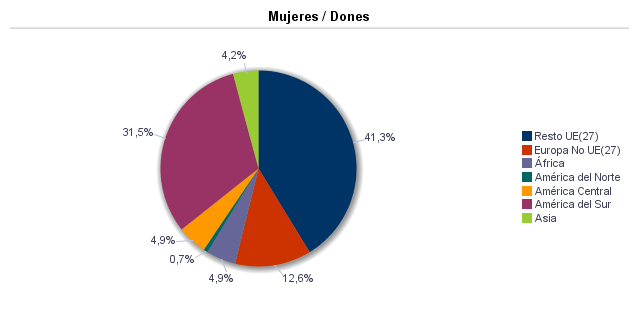 Mujeres / Dones
4,2%
31,5%
41,3%
4,9%
0,7%
4,9%
12,6%
Resto UE(27)
Europa No UE(27)
África
América del Norte
América Central
América del Sur
Asia